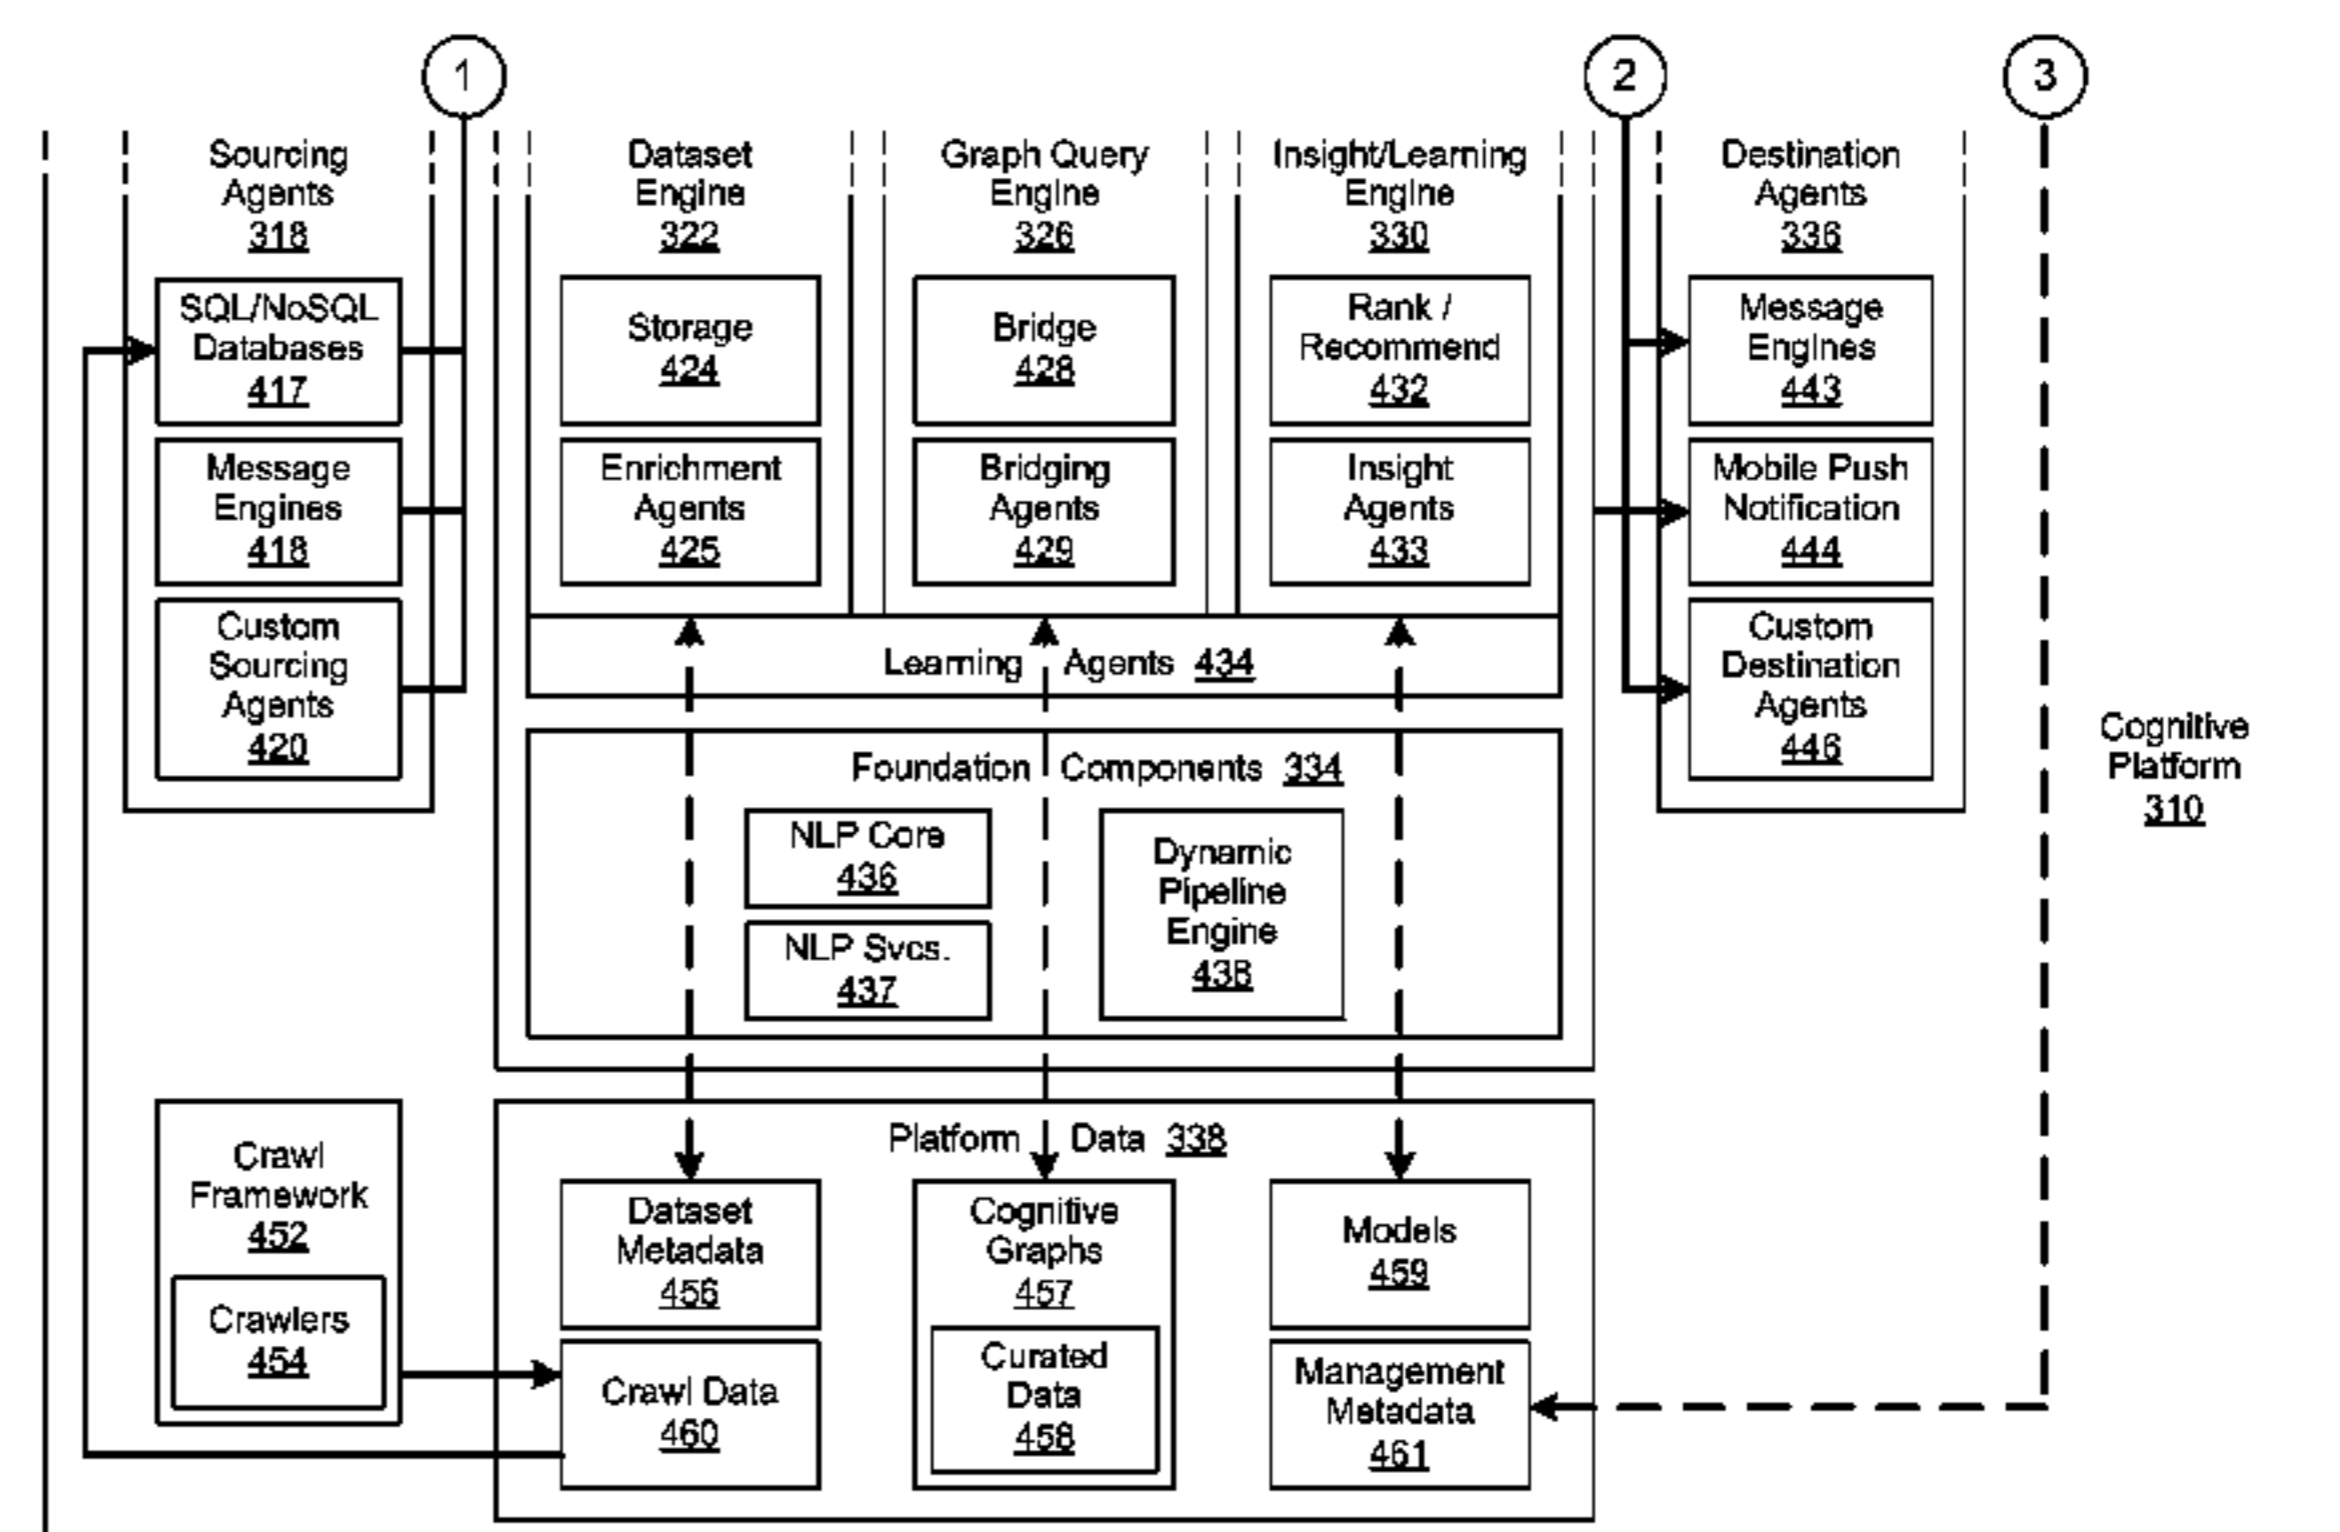 1
2
3
Sourcing
Agents
318
SQL/NoSQL
Databases
417
Message
Engines
418
Custom
Sourcing
Agents
420
Dataset
Engine
322
Storage
424
Enrichment
Agents
425
Graph Query
Engine
326
Bridge
428
Bridging
Agents
429
Insight/Learning
Engine
330
Rank /
Recommend
432
Insight
Agents
433
Destination
Agents
336
Message
Engines
443
Mobile Push
Notification
444
Custom
Destination
Agents
446
Learning Agents 434
Foundation Components 334
NLP Core
436
NLP Svcs.
437
Dynamic
Pipeline
Engine
438
Cognitive
Platform
310
Crawl
Framework
452
Crawlers
454
Platform Data 338
Dataset
Metadata
456
Crawl Data
460
Cognitive
Graphs
457
Curated
Data
458
Models
459
Management
Metadata
461